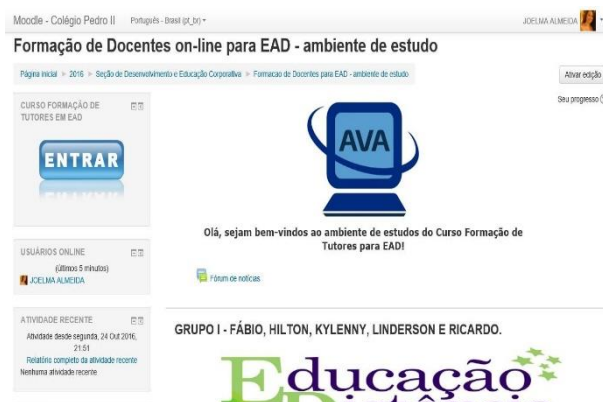 Moodle - Colégio Pedro II Português - Brasil (pt_br) JOELMA ALMEIDA
Formação de Docentes on-line para EAD - ambiente de estudo
Página inicial ► 2016 ► Seção de Desenvolvimento e Educação Corporativa ► Formacao de Docentes para EAD - ambiente de estudo
Ativar edição
Seu progresso
CURSO FORMAÇÃO DE
TUTORES EM EAD
ENTRAR
AVA
Olá, sejam bem-vindos ao ambiente de estudos do Curso Formação de
Tutores para EAD!
Fórum de notícias
USUÁRIOS ONLINE
(últimos 5 minutos)
JOELMA ALMEIDA
ATIVIDADE RECENTE
Atividade desde segunda, 24 Out 2016,
21:51
Relatório completo da atividade recente
Nenhuma atividade recente
GRUPO I - FÁBIO, HILTON, KYLENNY, LINDERSON E RICARDO.
Educação